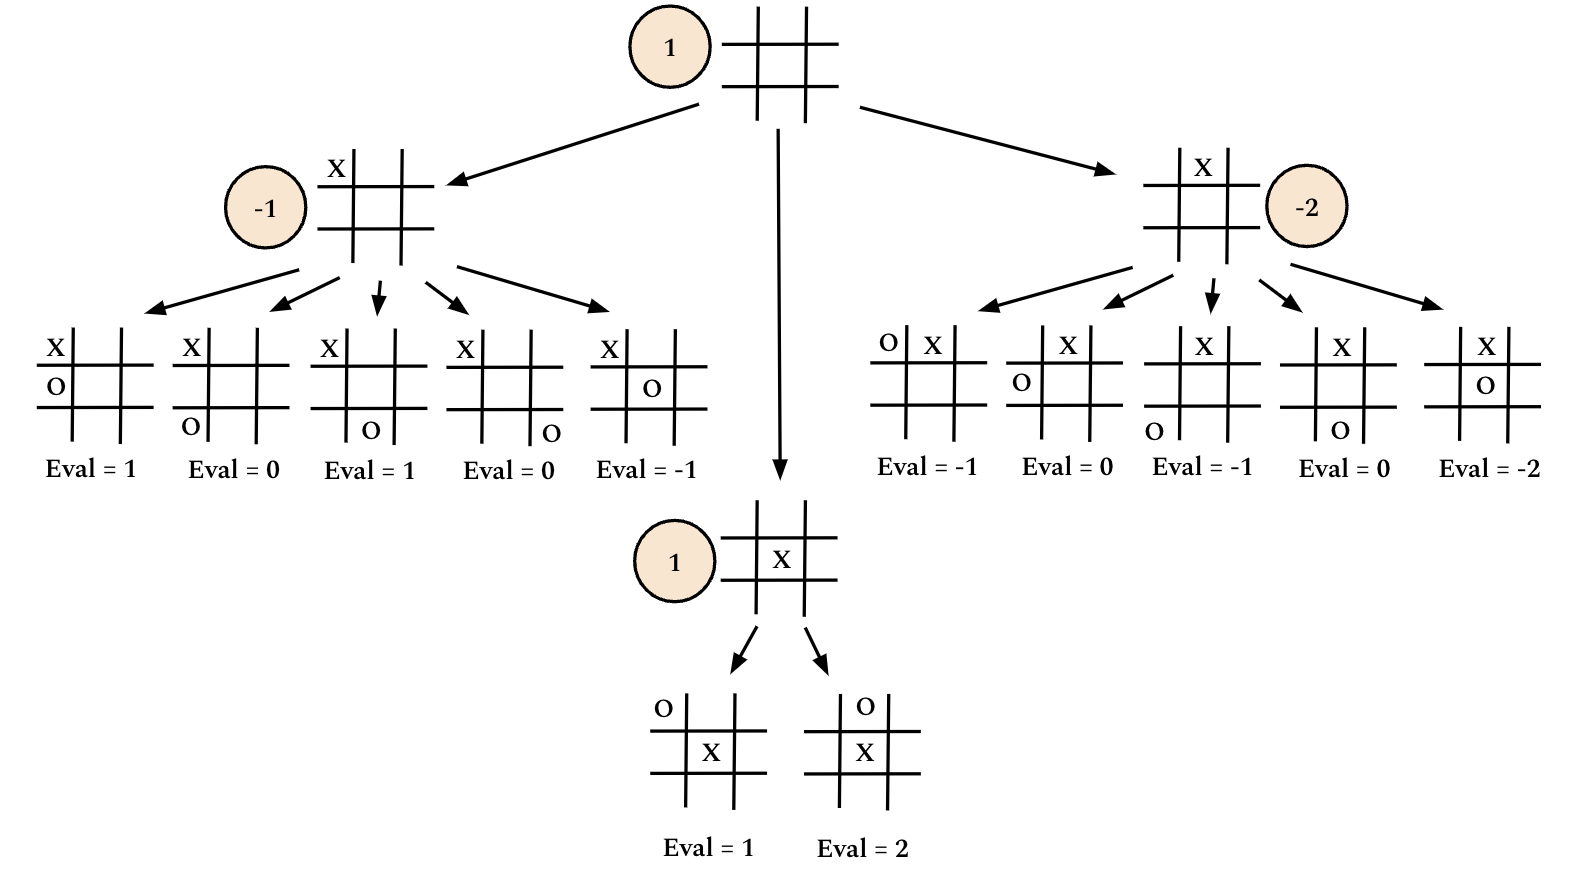 1
X
X
-1
-2
X
X
X
X
X
O
X
X
X
X
X
O
O
O
O
O
O
O
O
O
Eval = 1
Eval = 0
Eval = 1
Eval = 0
Eval = -1
Eval = -1
Eval = 0
Eval = -1
Eval = 0
Eval = -2
1
X
O
O
X
X
Eval = 1
Eval = 2